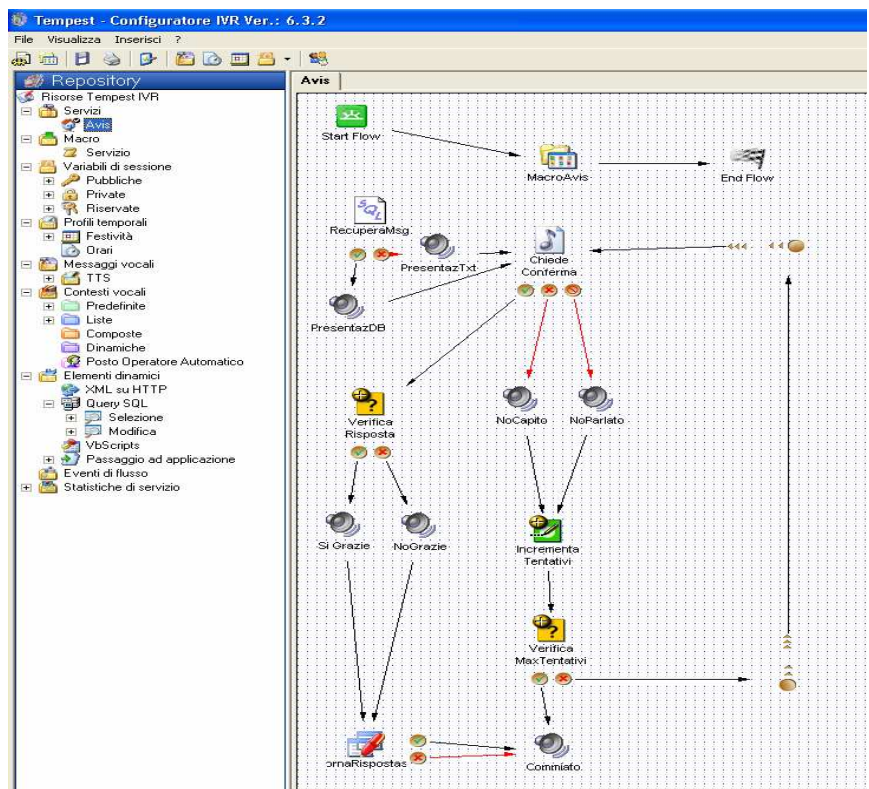 Tempest - Configuratore IVR Ver.: 6.3.2
File Visualizza Inserisci ?
Repository
Risorse Tempest IVR
Servizi
Avis
Macro
Servizio
Variabili di sessione
Pubbliche
Private
Riservate
Profili temporali
Festività
Orari
Messaggi vocali
TTS
Contesti vocali
Predefinite
Liste
Composte
Dinamiche
Posto Operatore Automatico
Elementi dinamici
XML su HTTP
Query SQL
Selezione
Modifica
VbScripts
Passaggio ad applicazione
Eventi di flusso
Statistiche di servizio
Avis
Start Flow
MacroAvis
End Flow
SQL
RecuperaMsg
PresentazTxt
Chiede
Conferma
PresentazDB
Verifica
Risposta
NoCapito
NoParlato
Si Grazie
NoGrazie
Incrementa
Tentativi
Verifica
MaxTentativi
ornaRispostas
Commiato